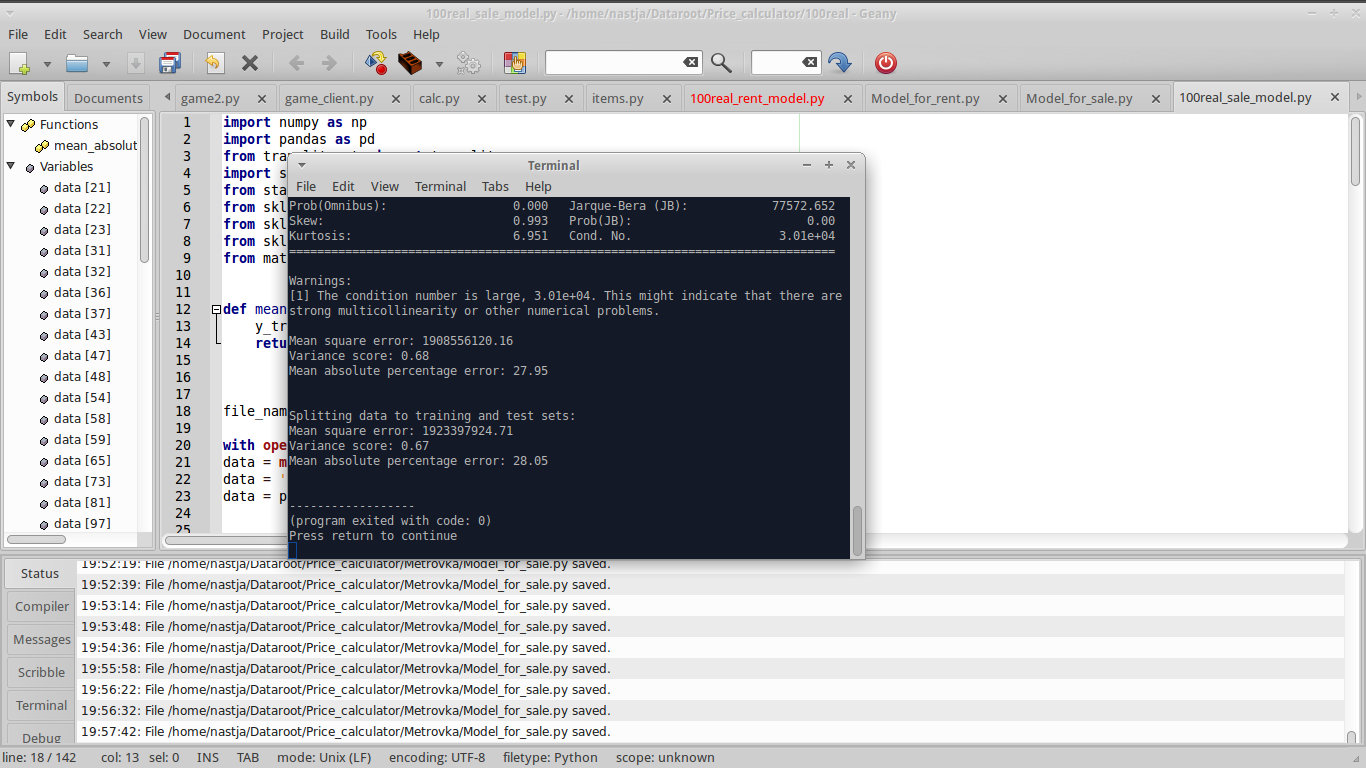 100real_sale_model.py - /home/nastja/Dataroot/Price_calculator/100real - Geany
File Edit Search View Document Project Build Tools Help
Symbols Documents game2.py game_client.py calc.py test.py items.py 100real_rent_model.py Model_for_rent.py Model_for_sale.py 100real_sale_model.py
Functions
mean_absolut
Variables
data [21]
data [22]
data [23]
data [31]
data [32]
data [36]
data [37]
data [43]
data [47]
data [48]
data [54]
data [58]
data [59]
data [65]
data [73]
data [81]
data [97]
1 import numpy as np
2 import pandas as pd
3 from
4 import s
5 from sta
6 from skl
7 from skl
8 from skl
9 from mat
10
11
12 def mean
13 y_tr
14 retu
15
16
17
18 file_nam
19
20 with ope
21 data = m
22 data = '
23 data = p
24
25
Terminal
File Edit View Terminal Tabs Help
Prob(Omnibus): 0.000 Jarque-Bera (JB): 77572.652
Skew: 0.993 Prob(JB): 0.00
Kurtosis: 6.951 Cond. No. 3.01e+04
==============================================================================
Warnings:
[1] The condition number is large, 3.01e+04. This might indicate that there are
strong multicollinearity or other numerical problems.
Mean square error: 1908556120.16
Variance score: 0.68
Mean absolute percentage error: 27.95
Splitting data to training and test sets:
Mean square error: 1923397924.71
Variance score: 0.67
Mean absolute percentage error: 28.05
------------------
(program exited with code: 0)
Press return to continue
Status
Compiler
Messages
Scribble
Terminal
Debug
19:52:19: File /home/nastja/Dataroot/Price_calculator/Metrovka/Model_for_sale.py saved.
19:52:39: File /home/nastja/Dataroot/Price_calculator/Metrovka/Model_for_sale.py saved.
19:53:14: File /home/nastja/Dataroot/Price_calculator/Metrovka/Model_for_sale.py saved.
19:53:48: File /home/nastja/Dataroot/Price_calculator/Metrovka/Model_for_sale.py saved.
19:54:36: File /home/nastja/Dataroot/Price_calculator/Metrovka/Model_for_sale.py saved.
19:55:58: File /home/nastja/Dataroot/Price_calculator/Metrovka/Model_for_sale.py saved.
19:56:22: File /home/nastja/Dataroot/Price_calculator/Metrovka/Model_for_sale.py saved.
19:56:32: File /home/nastja/Dataroot/Price_calculator/Metrovka/Model_for_sale.py saved.
19:57:42: File /home/nastja/Dataroot/Price_calculator/Metrovka/Model_for_sale.py saved.
line: 18 / 142 col: 13 sel: 0 INS TAB mode: Unix (LF) encoding: UTF-8 filetype: Python scope: unknown